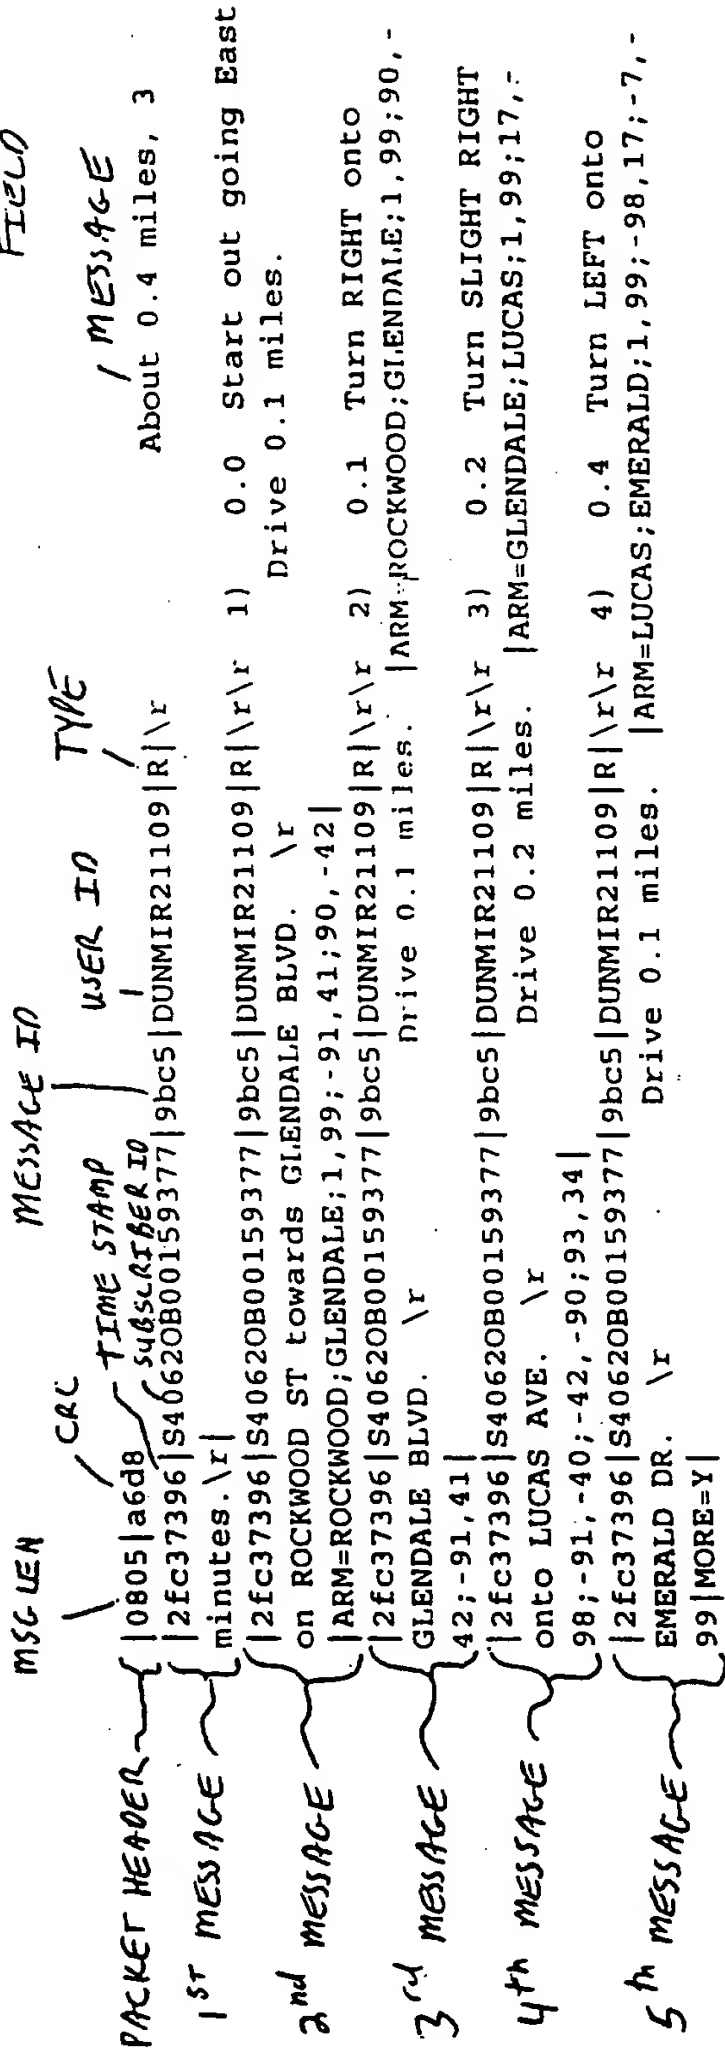 FIELD
MESSAGE ID
MSG LEN CRC TIME STAMP USER ID TYPE MESSAGE
SUBSCRIBER ID
PACKET HEADER |0805|a6d8
1ST MESSAGE |2fc37396|S40620B00159377|9bc5|DUNMIR21109|R|\r About 0.4 miles, 3
minutes.\r|
2nd MESSAGE |2fc37396|S40620B00159377|9bc5|DUNMIR21109|R|\r\r 1) 0.0 Start out going East
on ROCKWOOD ST towards GLENDALE BLVD. \r Drive 0.1 miles.
|ARM=ROCKWOOD;GLENDALE;1,99;-91,41;90,-42|
3rd MESSAGE |2fc37396|S40620B00159377|9bc5|DUNMIR21109|R|\r\r 2) 0.1 Turn RIGHT onto
GLENDALE BLVD. \r Drive 0.1 miles. |ARM=ROCKWOOD;GLENDALE;1,99;90,-
42;-91,41|
4th MESSAGE |2fc37396|S40620B00159377|9bc5|DUNMIR21109|R|\r\r 3) 0.2 Turn SLIGHT RIGHT
onto LUCAS AVE. \r Drive 0.2 miles. |ARM=GLENDALE;LUCAS;1,99;17,-
98;-91,-40;-42,-90;93,34|
5th MESSAGE |2fc37396|S40620B00159377|9bc5|DUNMIR21109|R|\r\r 4) 0.4 Turn LEFT onto
EMERALD DR. \r Drive 0.1 miles. |ARM=LUCAS;EMERALD;1,99;-98,17;-7,-
99|MORE=Y|